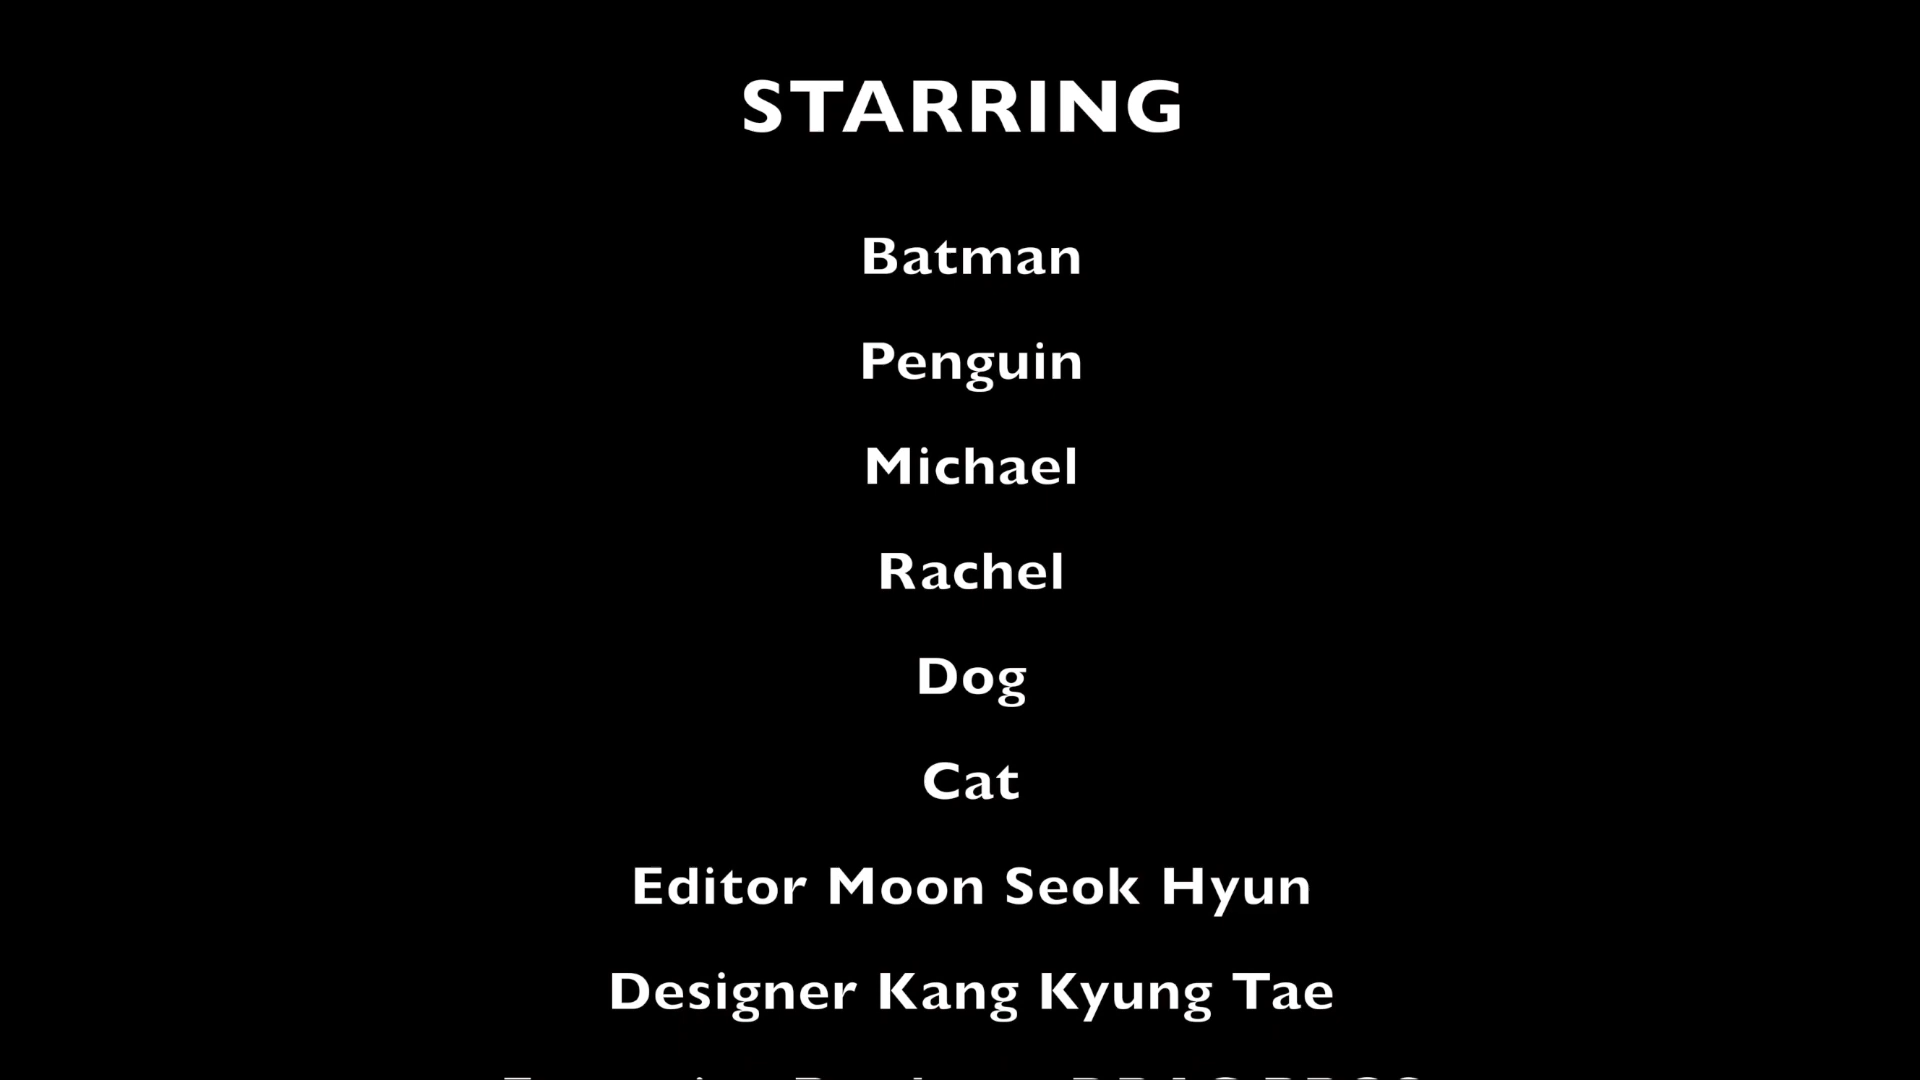 STARRING
Batman
Penguin
Michael
Rachel
Dog
Cat
Editor Moon Seok Hyun
Designer Kang Kyung Tae